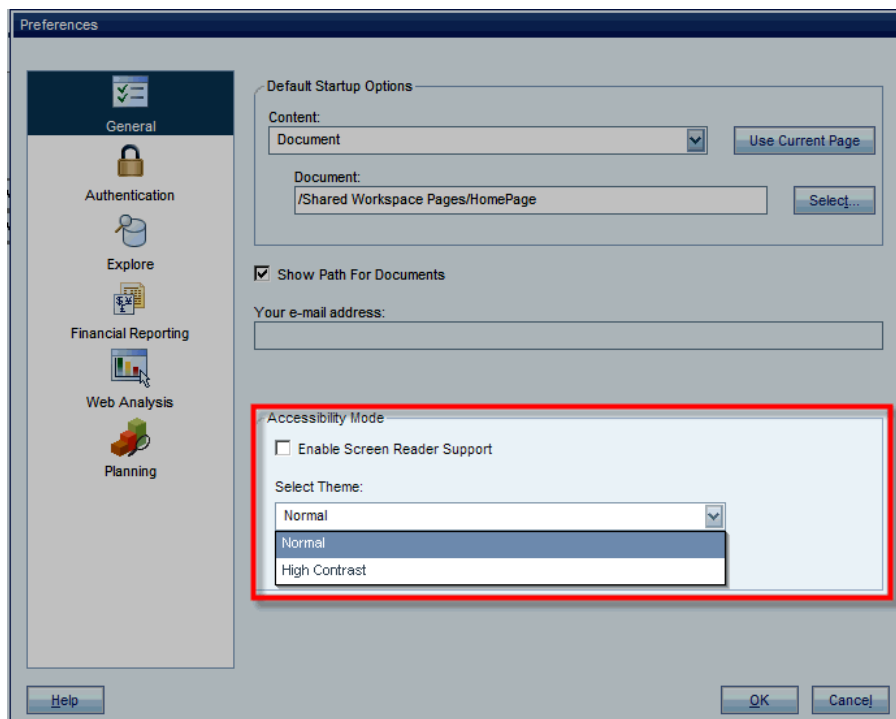 Preferences
General
Authentication
Explore
Financial Reporting
Web Analysis
Planning
Default Startup Options
Content:
Document
Use Current Page
Document:
/Shared Workspace Pages/HomePage
Select...
Show Path For Documents
Your e-mail address:
Accessibility Mode
Enable Screen Reader Support
Select Theme:
Normal
Normal
High Contrast
Help
OK
Cancel